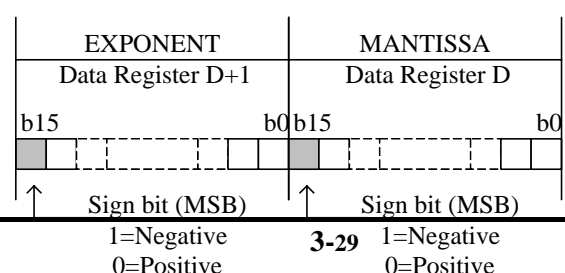 EXPONENT MANTISSA
Data Register D+1 Data Register D
b15 b0 b15 b0
Sign bit (MSB) Sign bit (MSB)
1=Negative 3-29 1=Negative
0=Positive 0=Positive